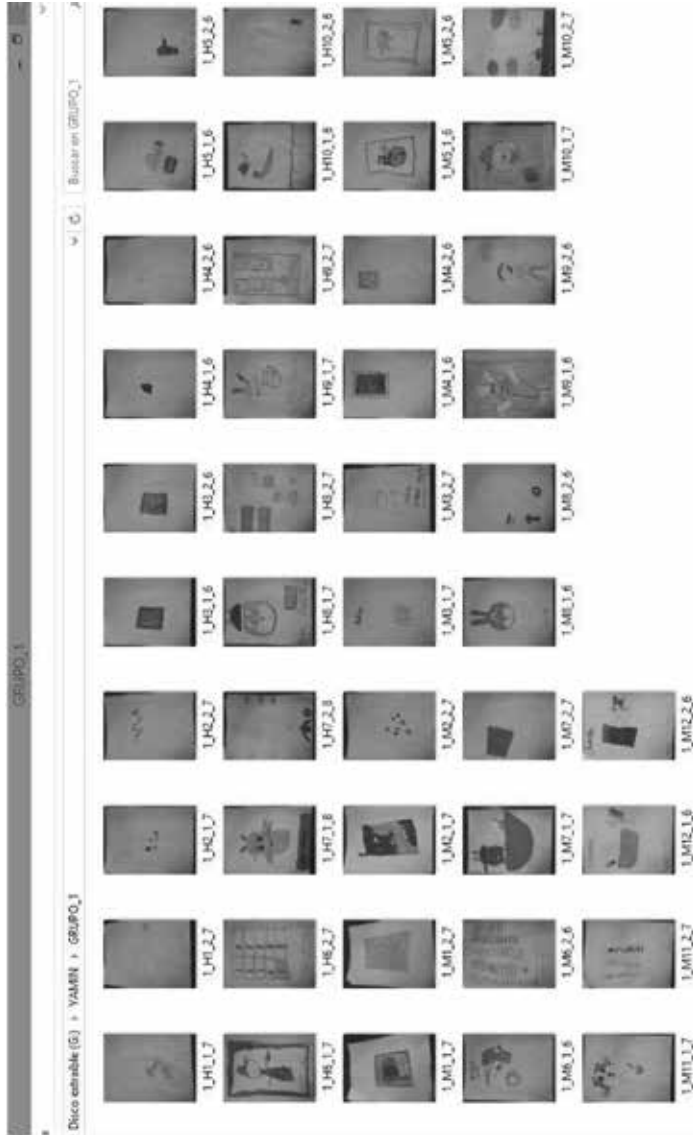 GRUPO_1
Disco extraíble (G:) › YAMIN › GRUPO_1 Buscar en GRUPO_1
1_H1_1_7 1_H1_2_7 1_H2_1_7 1_H2_2_7 1_H3_1_6 1_H3_2_6 1_H4_1_6 1_H4_2_6 1_H5_1_6 1_H5_2_6
1_H6_1_7 1_H6_2_7 1_H7_1_8 1_H7_2_8 1_H8_1_7 1_H8_2_7 1_H9_1_7 1_H9_2_7 1_H10_1_8 1_H10_2_8
1_M1_1_7 1_M1_2_7 1_M2_1_7 1_M2_2_7 1_M3_1_7 1_M3_2_7 1_M4_1_6 1_M4_2_6 1_M5_1_6 1_M5_2_6
1_M6_1_6 1_M6_2_6 1_M7_1_7 1_M7_2_7 1_M8_1_6 1_M8_2_6 1_M9_1_6 1_M9_2_6 1_M10_1_7 1_M10_2_7
1_M11_1_7 1_M11_2_7 1_M12_1_6 1_M12_2_6